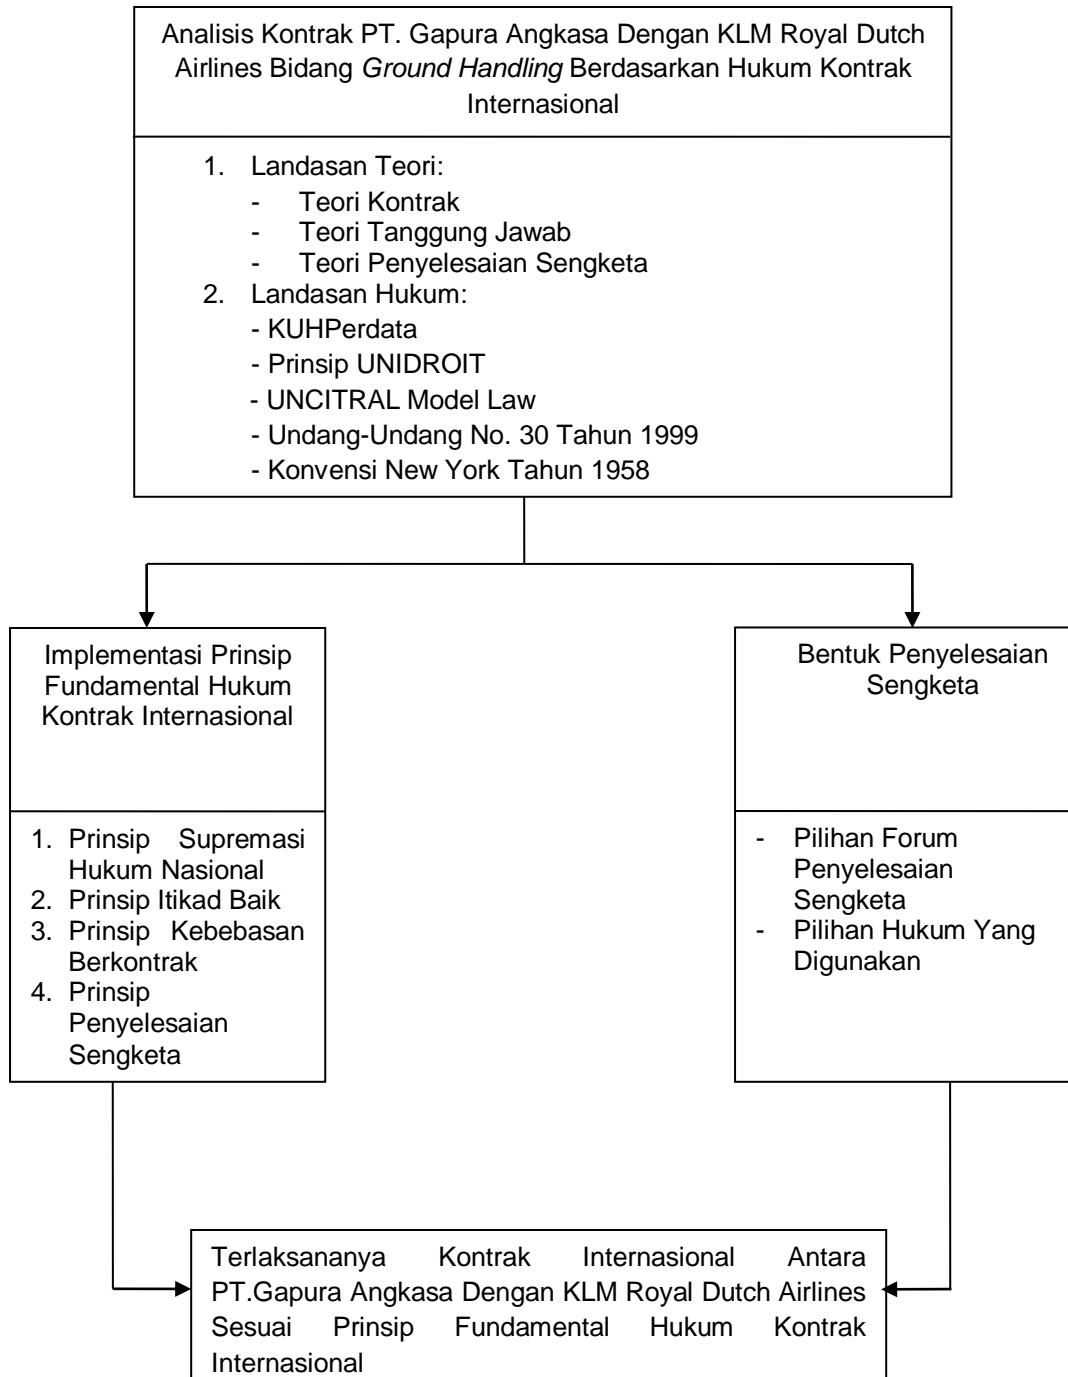 Analisis Kontrak PT. Gapura Angkasa Dengan KLM Royal Dutch
Airlines Bidang Ground Handling Berdasarkan Hukum Kontrak
Internasional
1. Landasan Teori:
- Teori Kontrak
- Teori Tanggung Jawab
- Teori Penyelesaian Sengketa
2. Landasan Hukum:
- KUHPerdata
- Prinsip UNIDROIT
- UNCITRAL Model Law
- Undang-Undang No. 30 Tahun 1999
- Konvensi New York Tahun 1958
Implementasi Prinsip
Fundamental Hukum
Kontrak Internasional
1. Prinsip Supremasi
Hukum Nasional
2. Prinsip Itikad Baik
3. Prinsip Kebebasan
Berkontrak
4. Prinsip
Penyelesaian
Sengketa
Bentuk Penyelesaian
Sengketa
- Pilihan Forum
Penyelesaian
Sengketa
- Pilihan Hukum Yang
Digunakan
Terlaksananya Kontrak Internasional Antara
PT.Gapura Angkasa Dengan KLM Royal Dutch Airlines
Sesuai Prinsip Fundamental Hukum Kontrak
Internasional